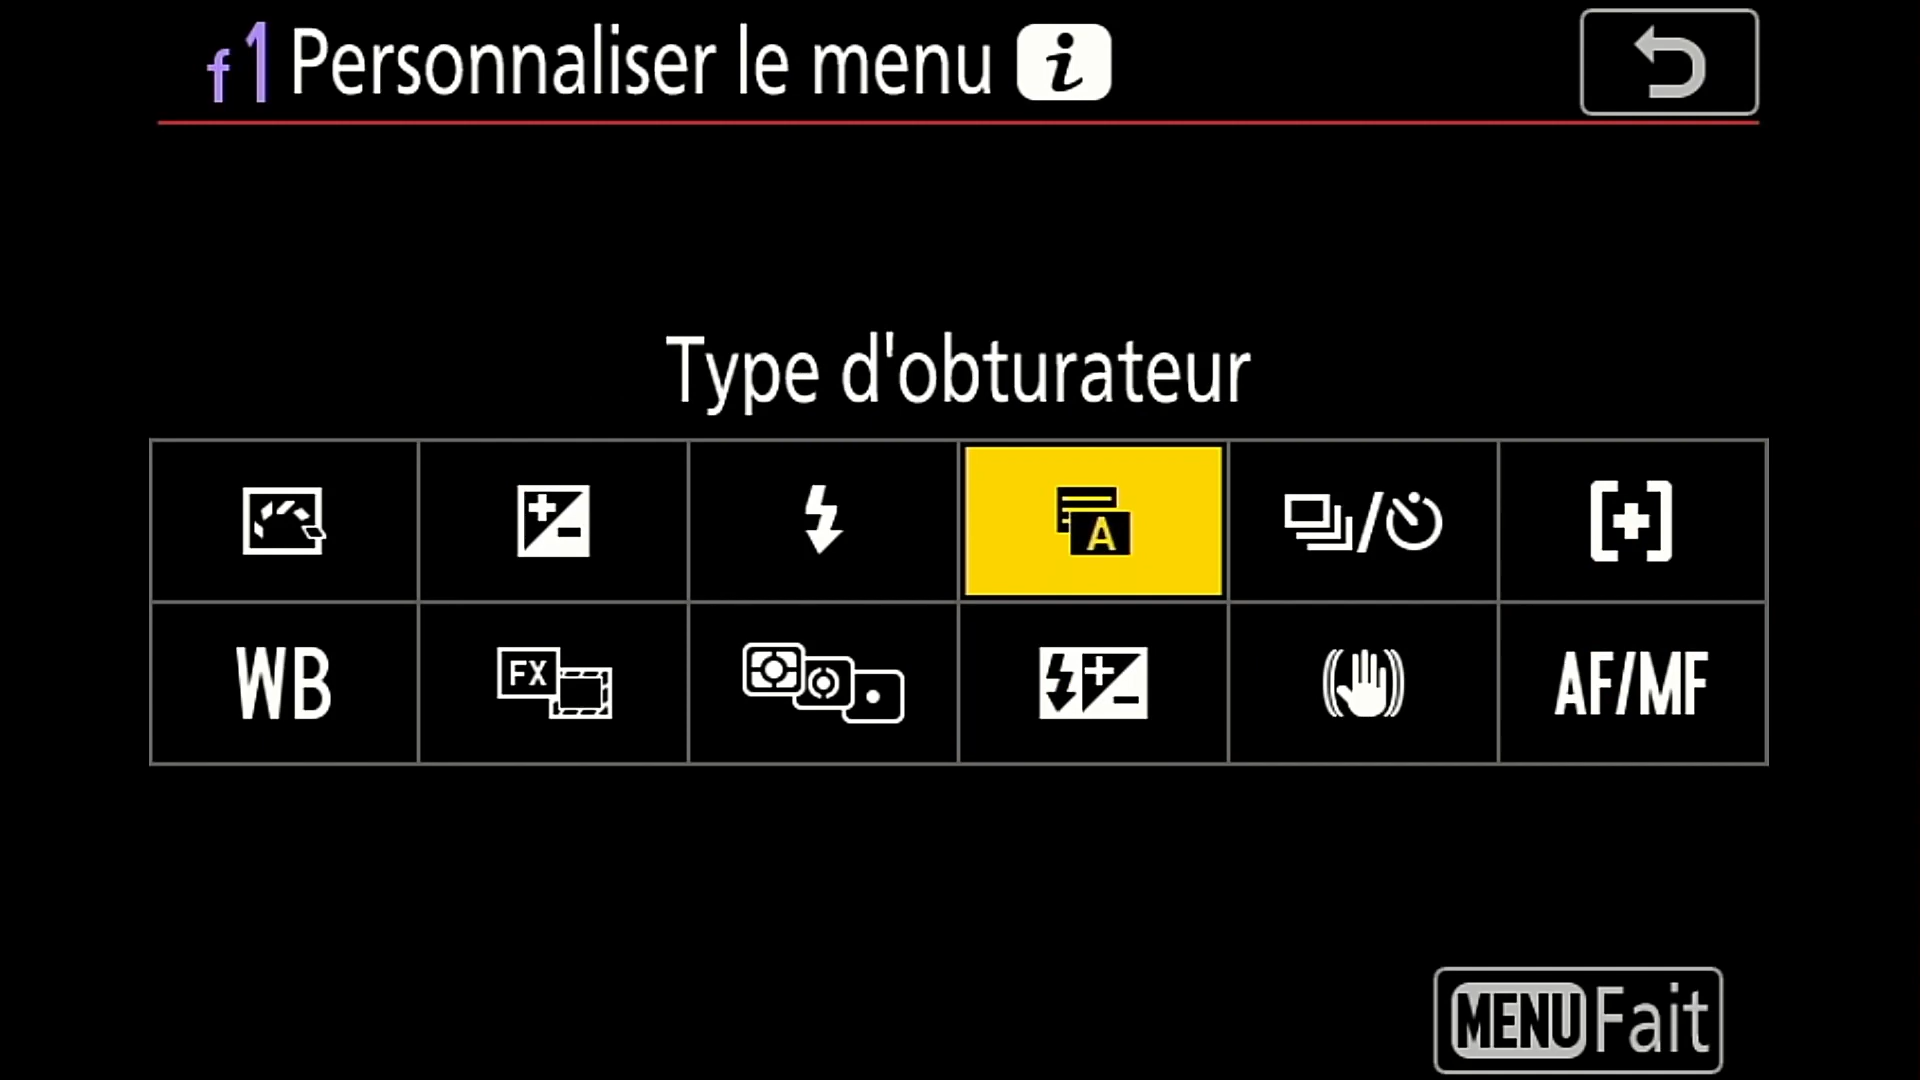 f1 Personnaliser le menu i
Type d'obturateur
A
WB
FX
AF/MF
MENU Fait